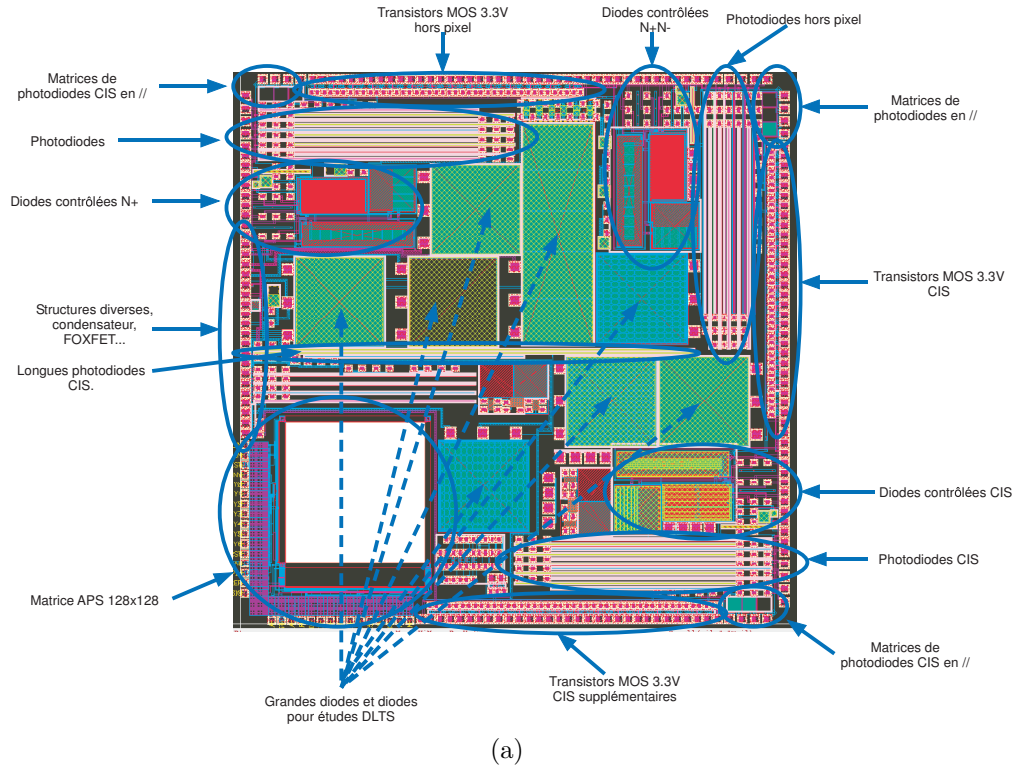 Transistors MOS 3.3V
hors pixel
Diodes contrôlées
N+N-
Photodiodes hors pixel
Matrices de
photodiodes CIS en //
Matrices de
photodiodes en //
Photodiodes
Diodes contrôlées N+
Transistors MOS 3.3V
CIS
Structures diverses,
condensateur,
FOXFET...
Longues photodiodes
CIS.
Diodes contrôlées CIS
Photodiodes CIS
Matrice APS 128x128
Matrices de
photodiodes CIS en //
Transistors MOS 3.3V
CIS supplémentaires
Grandes diodes et diodes
pour études DLTS
(a)